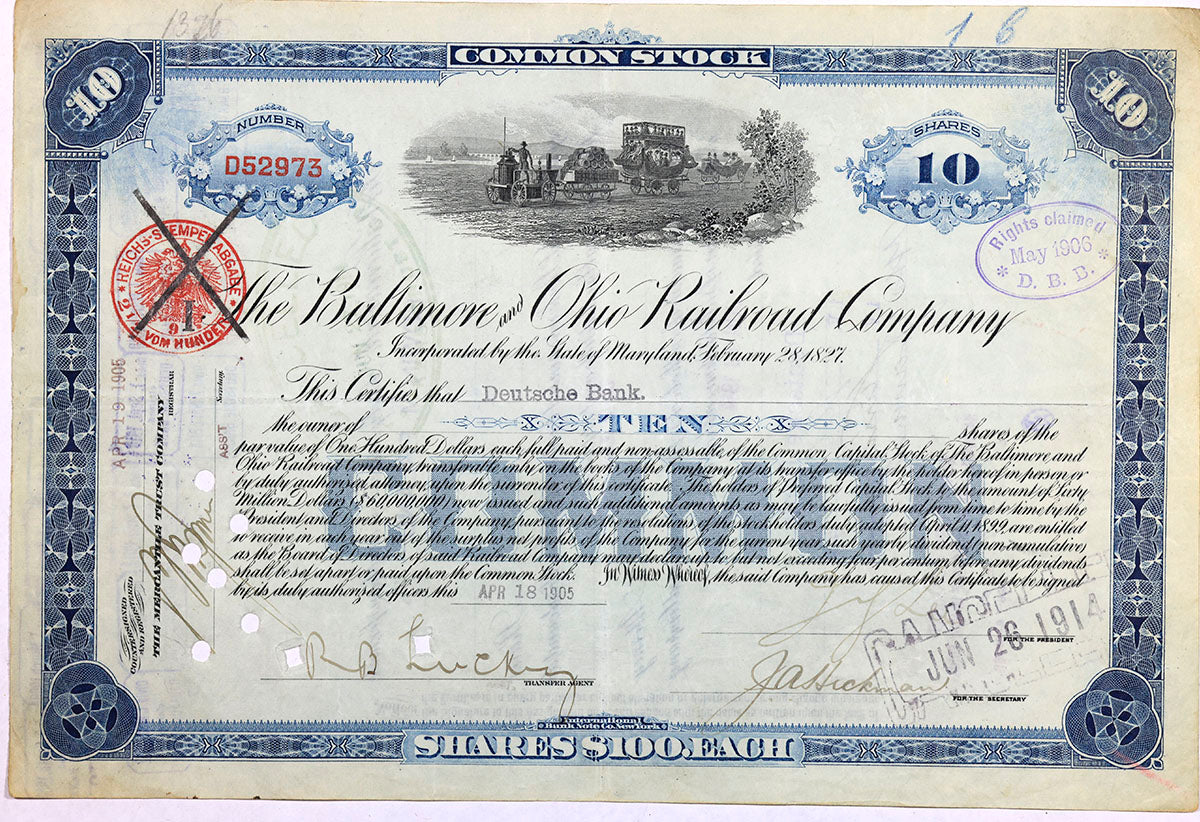 1326
1 6
COMMON STOCK
10
10
NUMBER
D52973
SHARES
10
REICHS-STEMPELABGABE
VOM HUNDERT
Rights claimed
May 1906
* D. B. B. *
The Baltimore and Ohio Railroad Company
Incorporated by the State of Maryland, February 28, 1827.
This Certifies that Deutsche Bank.
the owner of TEN shares of the
par value of One Hundred Dollars each, full paid and non-assessable of the Common Capital Stock of The Baltimore and
Ohio Railroad Company, transferable only on the books of the Company at its transfer office by the holder hereof in person or
by duly authorized attorney, upon the surrender of this certificate. The holders of Preferred Capital Stock to the amount of Sixty
Million Dollars ($60,000,000) now issued and such additional amounts as may be lawfully issued from time to time by the
President and Directors of the Company, pursuant to the resolutions of the stockholders duly adopted April 11, 1899, are entitled
to receive in each year out of the surplus net profits of the Company for the current year, such yearly dividend (non-cumulative)
as the Board of Directors of said Railroad Company may declare, up to but not exceeding four per centum, before any dividends
shall be set apart or paid upon the Common Stock. In Witness Whereof, the said Company has caused this Certificate to be signed
by its duly authorized officers this APR 18 1905
COMMON
APR 19 1905
COUNTERSIGNED
AND REGISTERED
THE MERCANTILE TRUST COMPANY
REGISTRAR
ASS'T
Secretary.
R B Luckey
TRANSFER AGENT
FOR THE PRESIDENT
CANCELLED
JUN 26 1914
J A Hickman
FOR THE SECRETARY
International
Bank Note Co. New York
SHARES $100. EACH